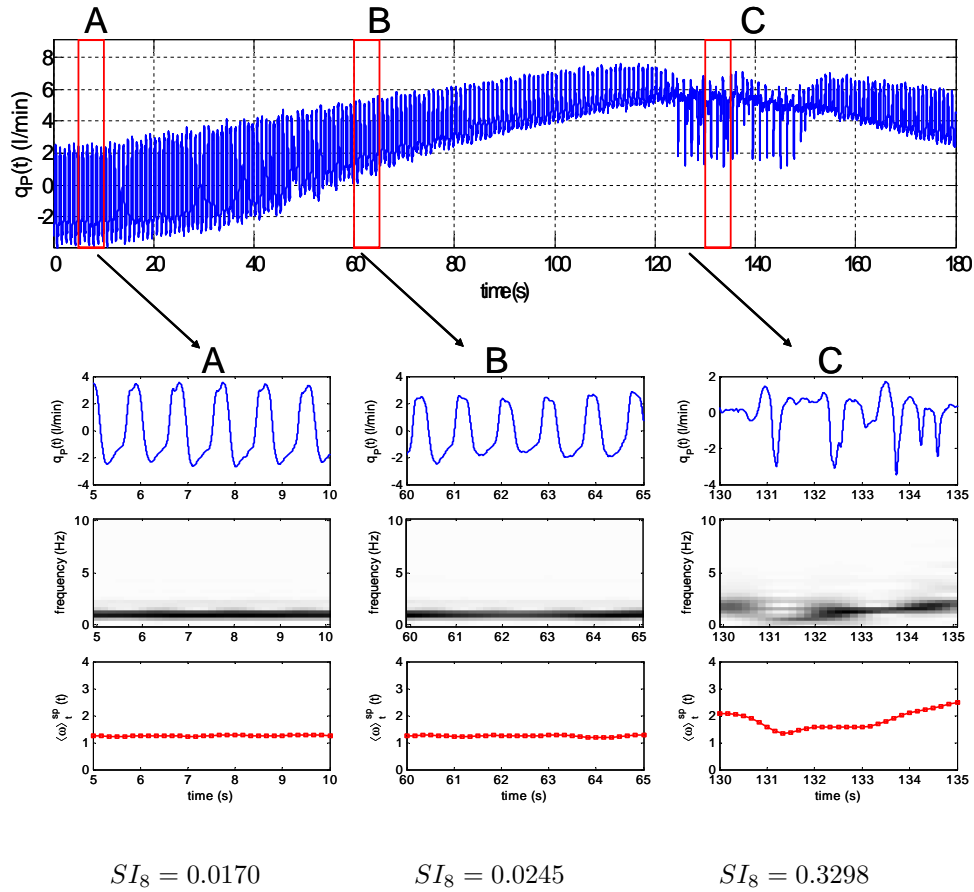 A B C
8
6
4
2
0
-2
q_P(t) (l/min)
0 20 40 60 80 100 120 140 160 180
time(s)
A B C
4
2
0
-2
-4
q_P(t) (l/min)
5 6 7 8 9 10
4
2
0
-2
-4
q_P(t) (l/min)
60 61 62 63 64 65
2
0
-2
-4
q_P(t) (l/min)
130 131 132 133 134 135
10
5
0
frequency (Hz)
5 6 7 8 9 10
10
5
0
frequency (Hz)
60 61 62 63 64 65
10
5
0
frequency (Hz)
130 131 132 133 134 135
4
3
2
1
0
⟨ω⟩_t^sp (t)
5 6 7 8 9 10
time (s)
4
3
2
1
0
⟨ω⟩_t^sp (t)
60 61 62 63 64 65
time (s)
4
3
2
1
0
⟨ω⟩_t^sp (t)
130 131 132 133 134 135
time (s)
SI_8 = 0.0170 SI_8 = 0.0245 SI_8 = 0.3298